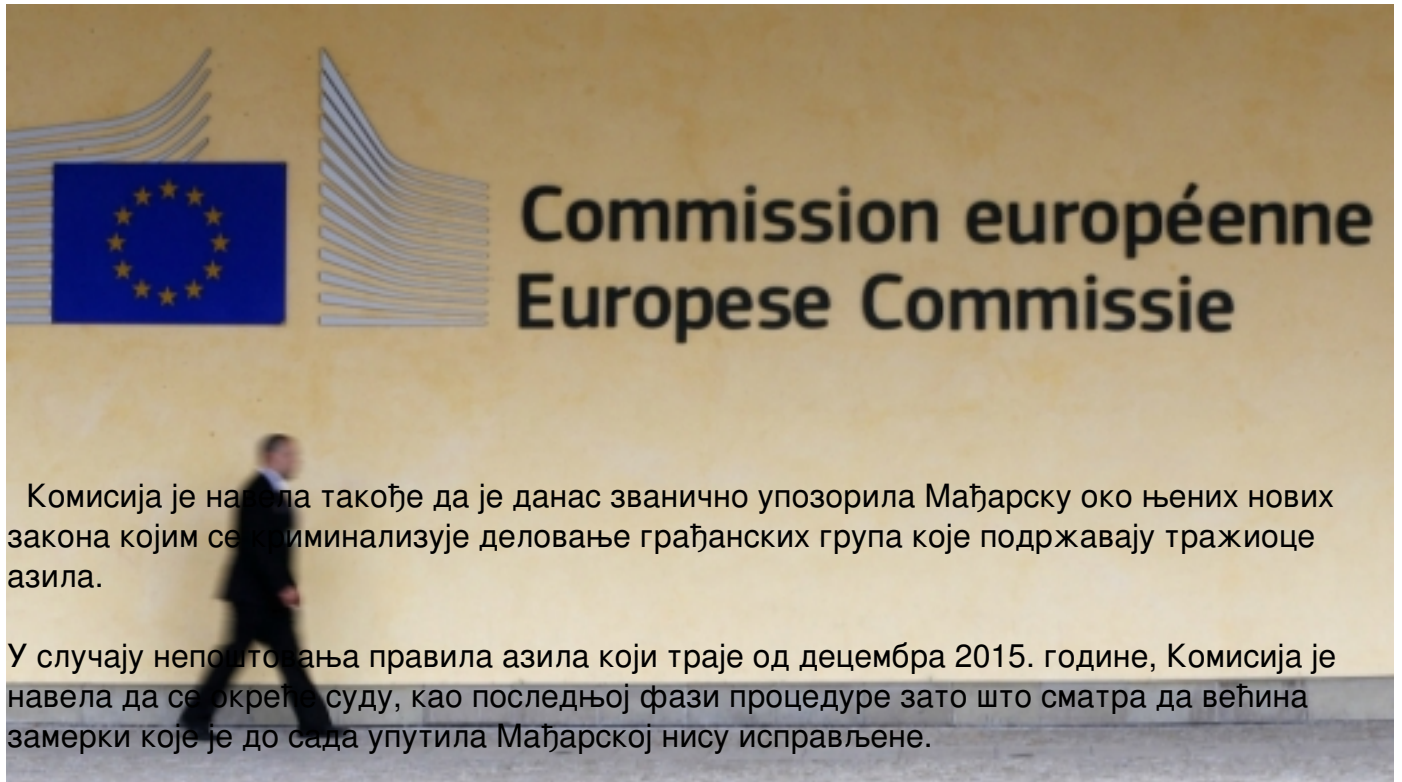 Commission européenne
Europese Commissie
Комисија је навела такође да је данас званично упозорила Мађарску око њених нових
закона којим се криминализује деловање грађанских група које подржавају тражиоце
азила.
У случају непоштовања правила азила који траје од децембра 2015. године, Комисија је
навела да се окреће суду, као последњој фази процедуре зато што сматра да већина
замерки које је до сада упутила Мађарској нису исправљене.